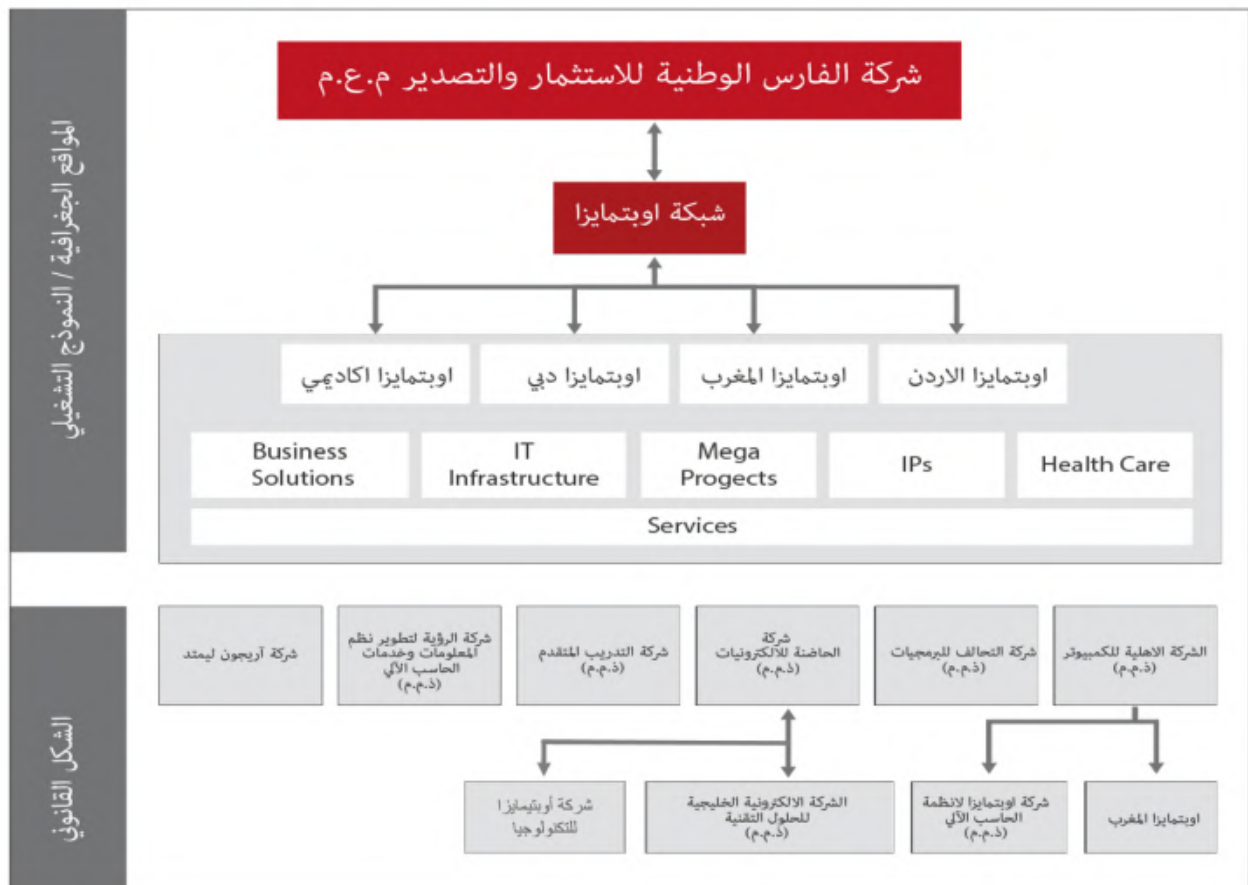 المواقع الجغرافية / النموذج التشغيلي
شركة الفارس الوطنية للاستثمار والتصدير م.ع.م
شبكة اوبتمايزا
اوبتمايزا الاردن
اوبتمايزا المغرب
اوبتمايزا دبي
اوبتمايزا اكاديمي
Business
Solutions
IT
Infrastructure
Mega
Progects
IPs
Health Care
Services
الشكل القانوني
الشركة الاهلية للكمبيوتر
(ذ.م.م)
شركة التحالف للبرمجيات
(ذ.م.م)
شركة
الحاضنة للالكترونيات
(ذ.م.م)
شركة التدريب المتقدم
(ذ.م.م)
شركة الرؤية لتطوير نظم
المعلومات وخدمات
الحاسب الآلي
(ذ.م.م)
شركة آريجون ليمتد
اوبتمايزا المغرب
شركة اوبتمايزا لانظمة
الحاسب الآلي
(ذ.م.م)
الشركة الالكترونية الخليجية
للحلول التقنية
(ذ.م.م)
شركة أوبتيمايزا
للتكنولوجيا